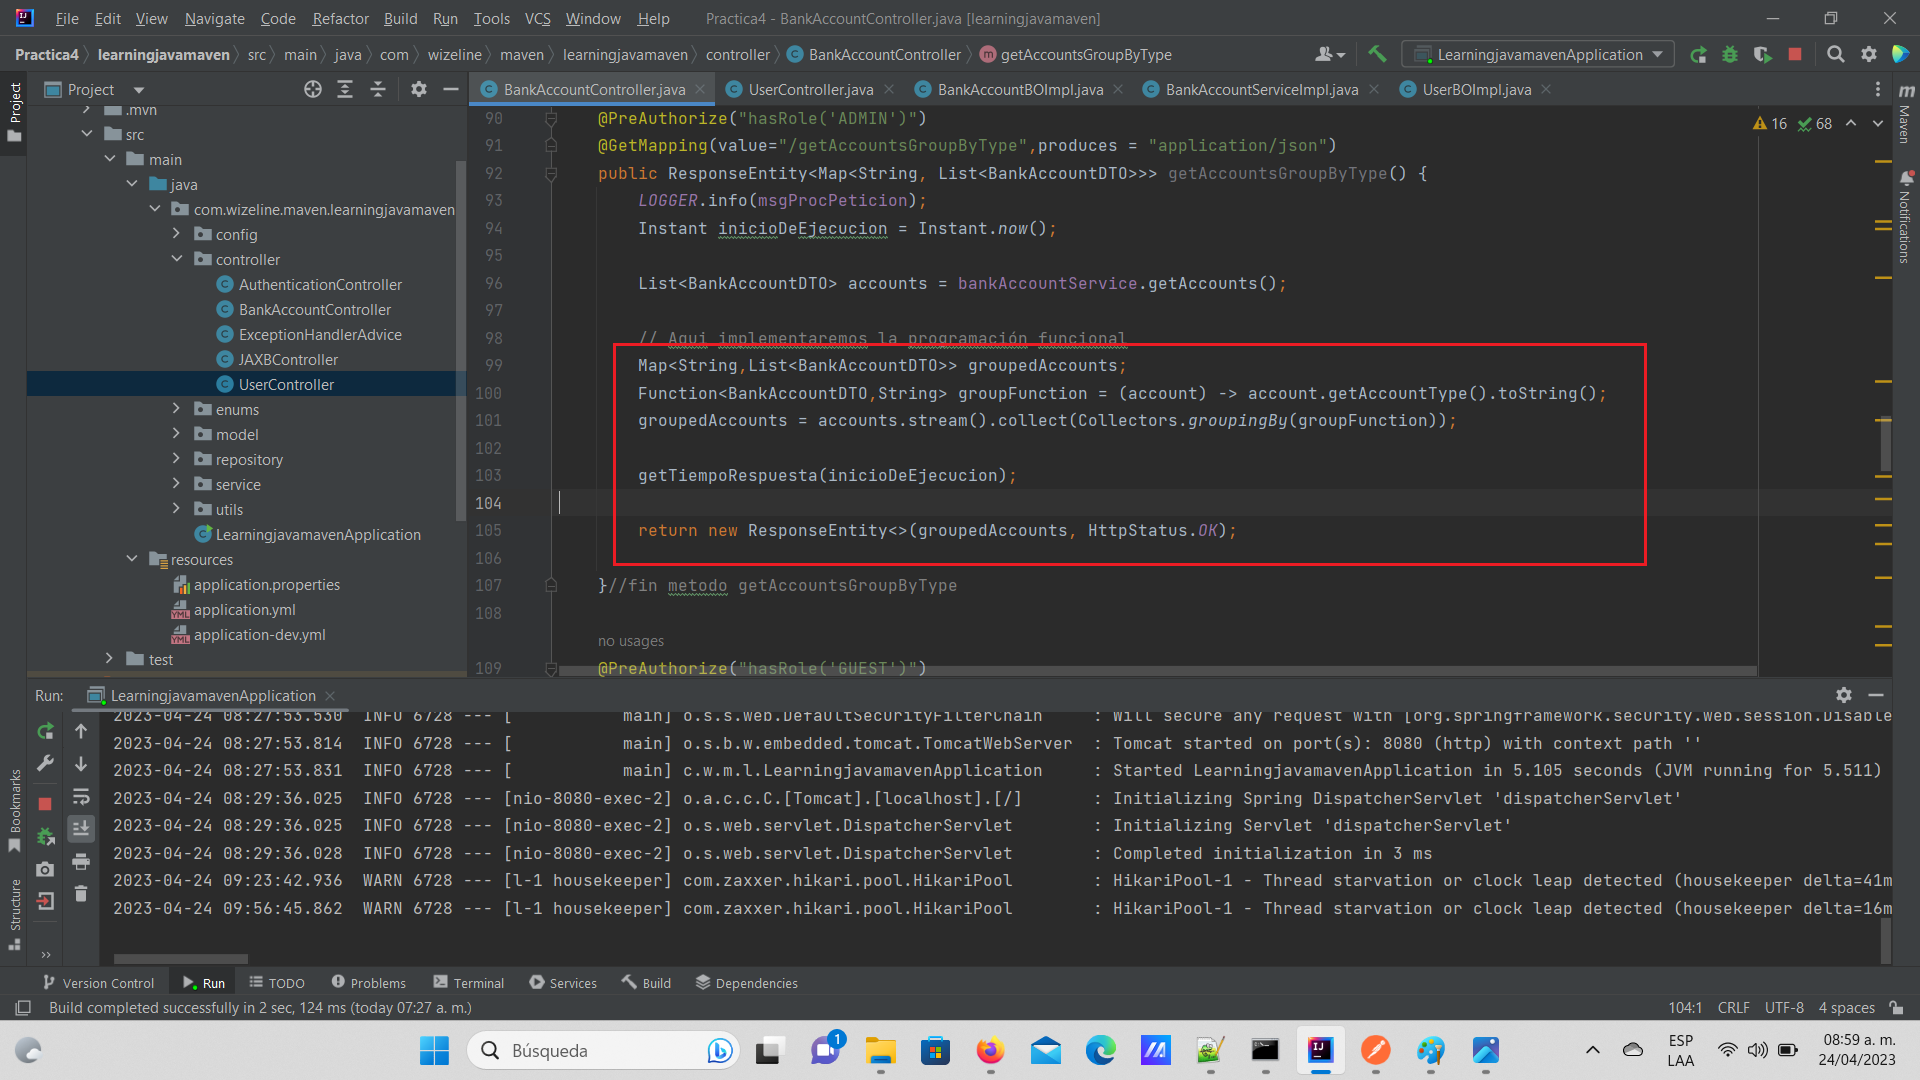 File Edit View Navigate Code Refactor Build Run Tools VCS Window Help Practica4 - BankAccountController.java [learningjavamaven]
Practica4 learningjavamaven src main java com wizeline maven learningjavamaven controller BankAccountController getAccountsGroupByType LearningjavamavenApplication
Project
Project
.mvn
src
main
java
com.wizeline.maven.learningjavamaven
config
controller
AuthenticationController
BankAccountController
ExceptionHandlerAdvice
JAXBController
UserController
enums
model
repository
service
utils
LearningjavamavenApplication
resources
application.properties
application.yml
application-dev.yml
test
BankAccountController.java UserController.java BankAccountBOImpl.java BankAccountServiceImpl.java UserBOImpl.java
16 68
90 @PreAuthorize("hasRole('ADMIN')")
91 @GetMapping(value="/getAccountsGroupByType",produces = "application/json")
92 public ResponseEntity<Map<String, List<BankAccountDTO>>> getAccountsGroupByType() {
93 LOGGER.info(msgProcPeticion);
94 Instant inicioDeEjecucion = Instant.now();
95
96 List<BankAccountDTO> accounts = bankAccountService.getAccounts();
97
98 // Aqui implementaremos la programación funcional
99 Map<String,List<BankAccountDTO>> groupedAccounts;
100 Function<BankAccountDTO,String> groupFunction = (account) -> account.getAccountType().toString();
101 groupedAccounts = accounts.stream().collect(Collectors.groupingBy(groupFunction));
102
103 getTiempoRespuesta(inicioDeEjecucion);
104
105 return new ResponseEntity<>(groupedAccounts, HttpStatus.OK);
106
107 }//fin metodo getAccountsGroupByType
108
no usages
109 @PreAuthorize("hasRole('GUEST')")
m Maven
Notifications
Run: LearningjavamavenApplication
2023-04-24 08:27:53.530 INFO 6728 --- [ main] o.s.s.web.DefaultSecurityFilterChain : Will secure any request with [org.springframework.security.web.session.Disable
2023-04-24 08:27:53.814 INFO 6728 --- [ main] o.s.b.w.embedded.tomcat.TomcatWebServer : Tomcat started on port(s): 8080 (http) with context path ''
2023-04-24 08:27:53.831 INFO 6728 --- [ main] c.w.m.l.LearningjavamavenApplication : Started LearningjavamavenApplication in 5.105 seconds (JVM running for 5.511)
2023-04-24 08:29:36.025 INFO 6728 --- [nio-8080-exec-2] o.a.c.c.C.[Tomcat].[localhost].[/] : Initializing Spring DispatcherServlet 'dispatcherServlet'
2023-04-24 08:29:36.025 INFO 6728 --- [nio-8080-exec-2] o.s.web.servlet.DispatcherServlet : Initializing Servlet 'dispatcherServlet'
2023-04-24 08:29:36.028 INFO 6728 --- [nio-8080-exec-2] o.s.web.servlet.DispatcherServlet : Completed initialization in 3 ms
2023-04-24 09:23:42.936 WARN 6728 --- [l-1 housekeeper] com.zaxxer.hikari.pool.HikariPool : HikariPool-1 - Thread starvation or clock leap detected (housekeeper delta=41m
2023-04-24 09:56:45.862 WARN 6728 --- [l-1 housekeeper] com.zaxxer.hikari.pool.HikariPool : HikariPool-1 - Thread starvation or clock leap detected (housekeeper delta=16m
Bookmarks
Structure
Version Control Run TODO Problems Terminal Services Build Dependencies
Build completed successfully in 2 sec, 124 ms (today 07:27 a. m.) 104:1 CRLF UTF-8 4 spaces
Búsqueda
1
ESP
LAA
08:59 a. m.
24/04/2023